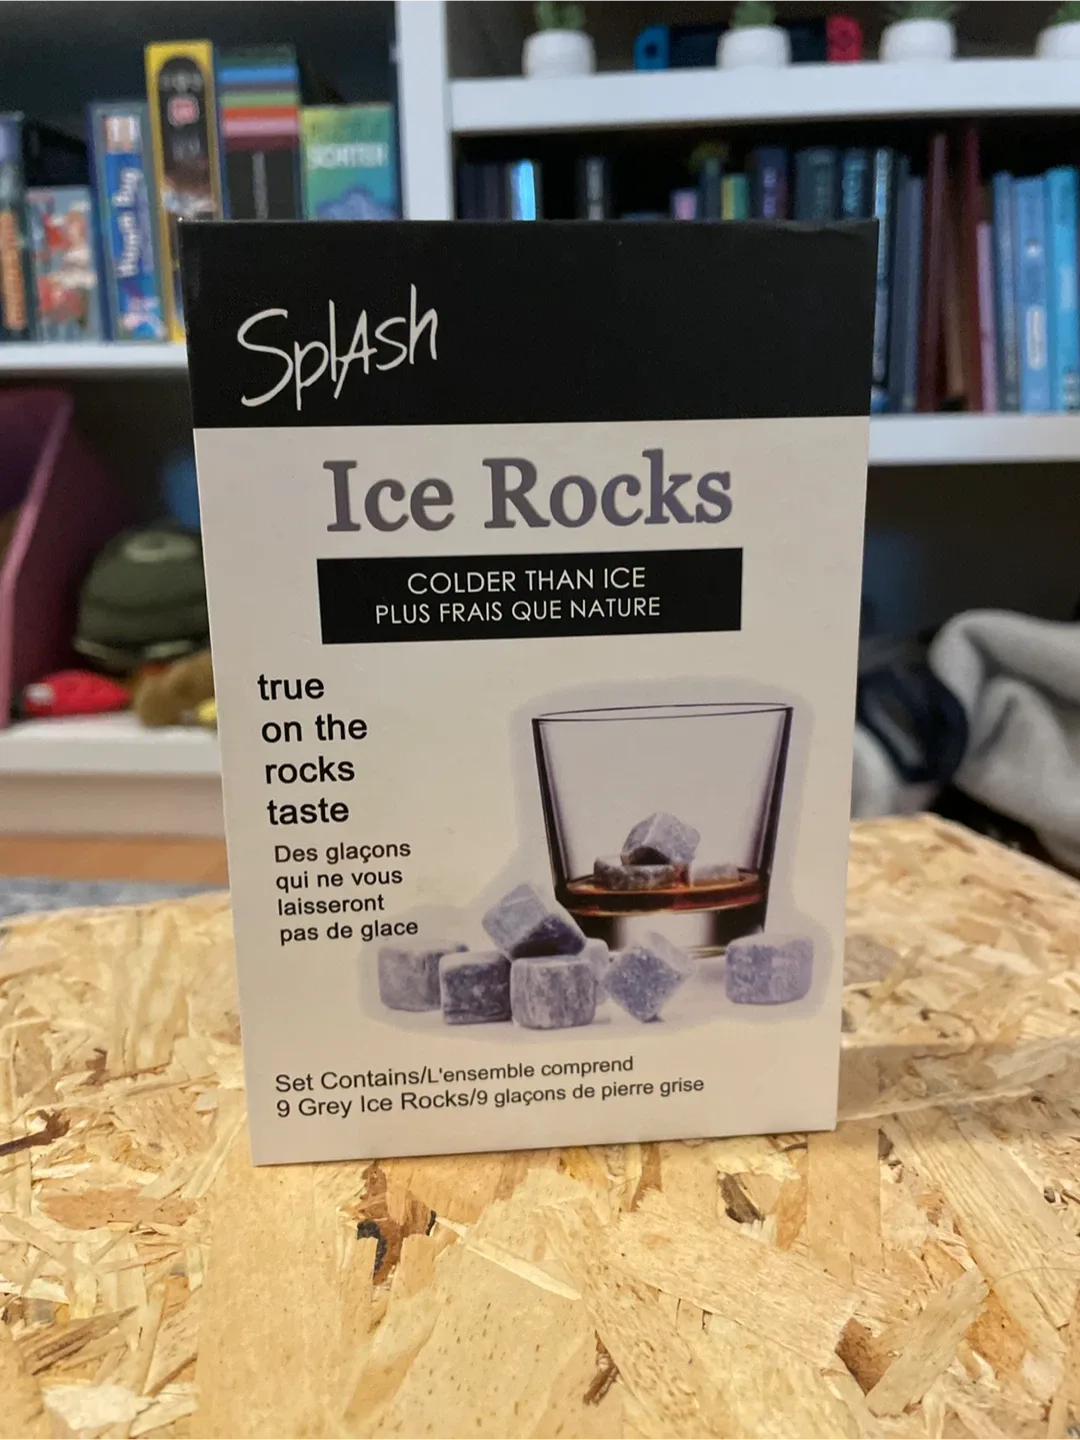 Splash
Ice Rocks
COLDER THAN ICE
PLUS FRAIS QUE NATURE
true
on the
rocks
taste
Des glaçons
qui ne vous
laisseront
pas de glace
Set Contains/L'ensemble comprend
9 Grey Ice Rocks/9 glaçons de pierre grise